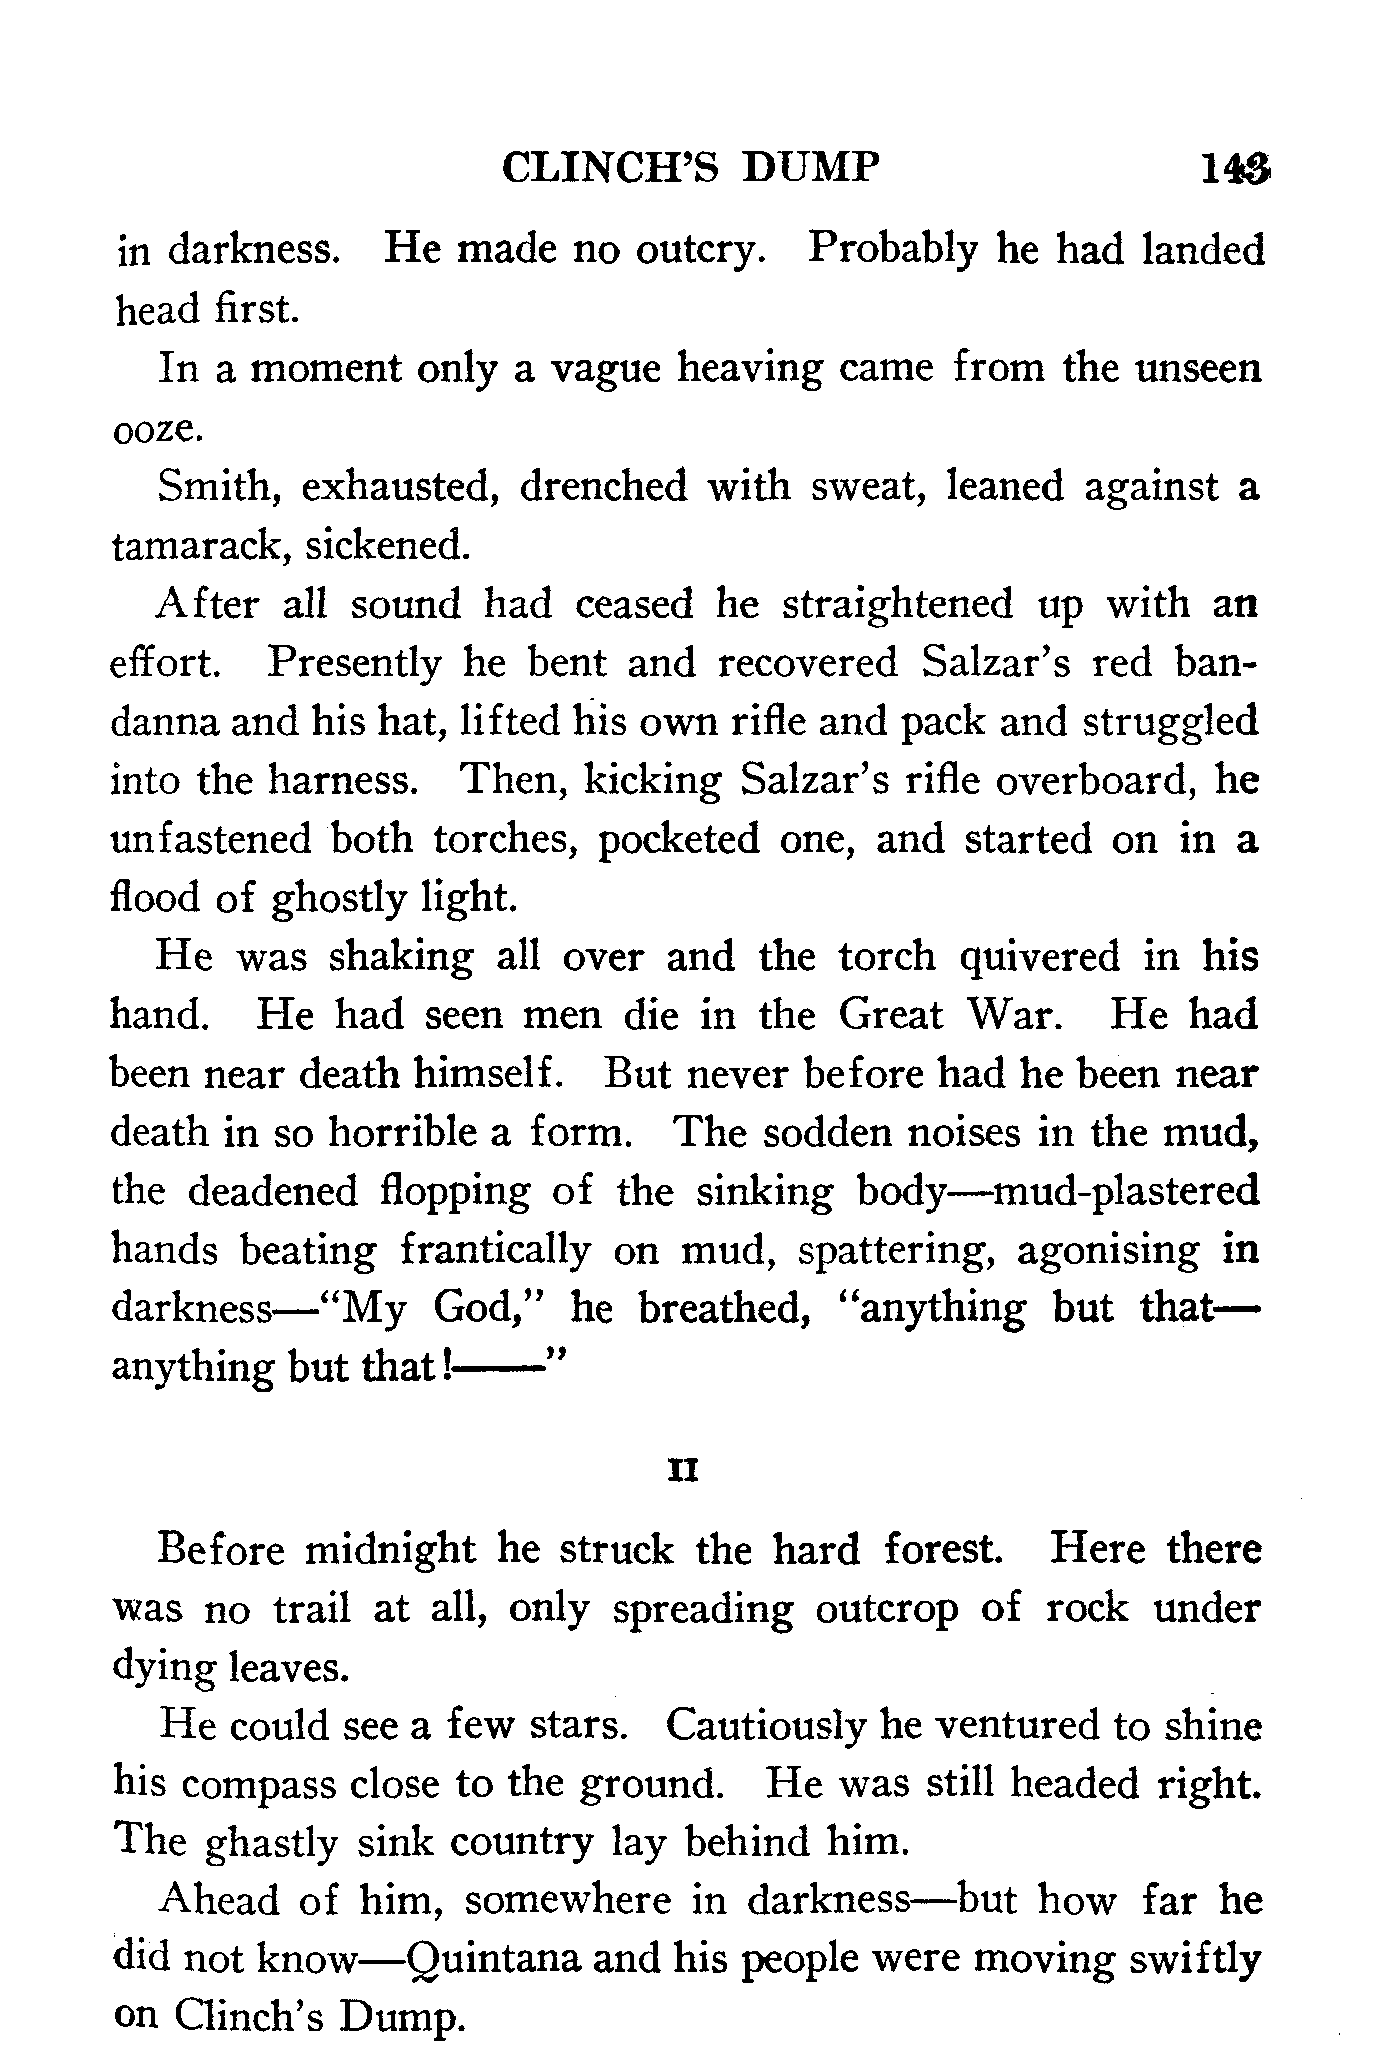 CLINCH'S DUMP 143
in darkness. He made no outcry. Probably he had landed
head first.
In a moment only a vague heaving came from the unseen
ooze.
Smith, exhausted, drenched with sweat, leaned against a
tamarack, sickened.
After all sound had ceased he straightened up with an
effort. Presently he bent and recovered Salzar's red ban-
danna and his hat, lifted his own rifle and pack and struggled
into the harness. Then, kicking Salzar's rifle overboard, he
unfastened both torches, pocketed one, and started on in a
flood of ghostly light.
He was shaking all over and the torch quivered in his
hand. He had seen men die in the Great War. He had
been near death himself. But never before had he been near
death in so horrible a form. The sodden noises in the mud,
the deadened flopping of the sinking body—mud-plastered
hands beating frantically on mud, spattering, agonising in
darkness—"My God," he breathed, "anything but that—
anything but that!——"
II
Before midnight he struck the hard forest. Here there
was no trail at all, only spreading outcrop of rock under
dying leaves.
He could see a few stars. Cautiously he ventured to shine
his compass close to the ground. He was still headed right.
The ghastly sink country lay behind him.
Ahead of him, somewhere in darkness—but how far he
did not know—Quintana and his people were moving swiftly
on Clinch's Dump.